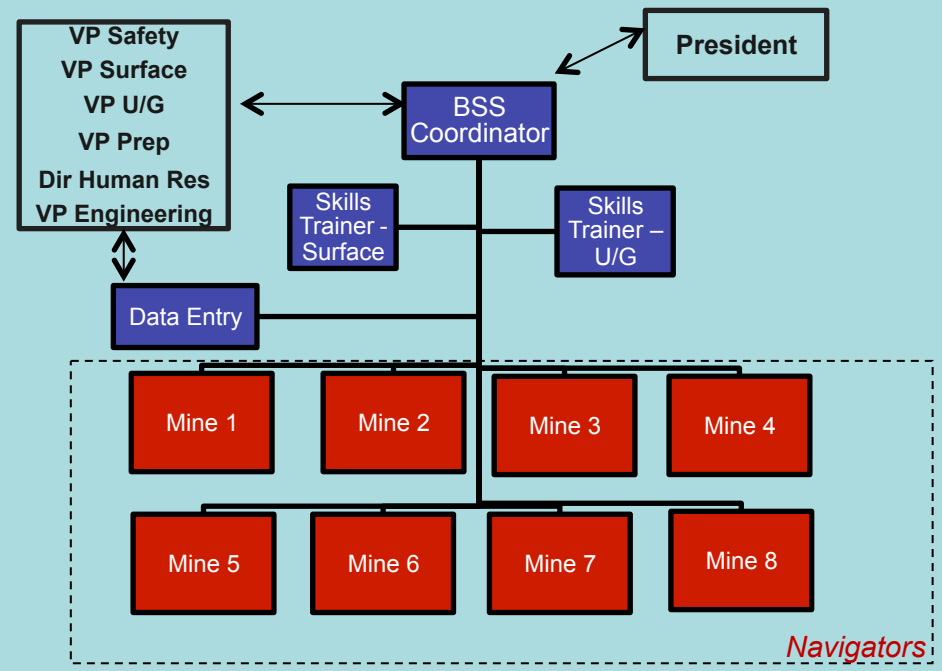 VP Safety
VP Surface
VP U/G
VP Prep
Dir Human Res
VP Engineering
President
BSS
Coordinator
Skills
Trainer -
Surface
Skills
Trainer –
U/G
Data Entry
Mine 1
Mine 2
Mine 3
Mine 4
Mine 5
Mine 6
Mine 7
Mine 8
Navigators